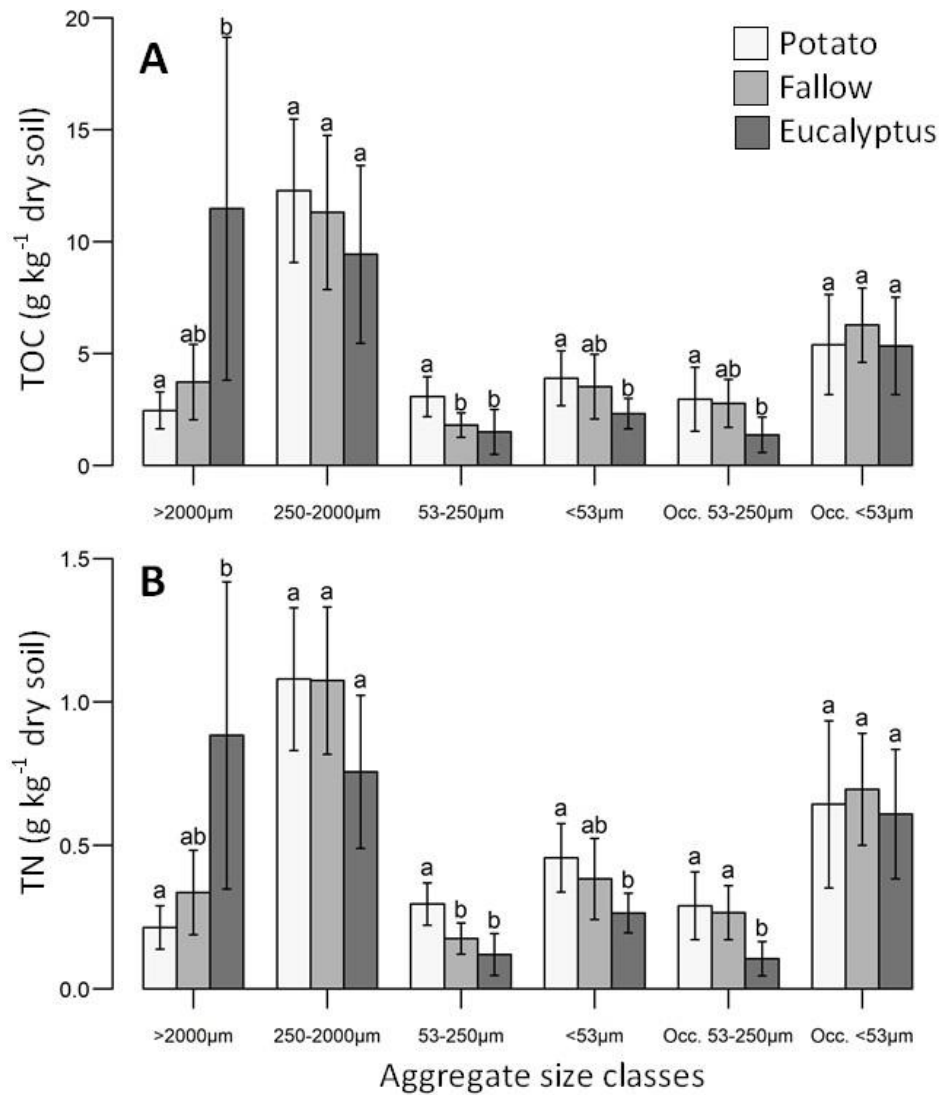 A
Potato
Fallow
Eucalyptus
TOC (g kg⁻¹ dry soil)
20
15
10
5
0
a ab b
a a a
a b b
a ab b
a ab b
a a a
>2000µm 250-2000µm 53-250µm <53µm Occ. 53-250µm Occ. <53µm
B
TN (g kg⁻¹ dry soil)
1.5
1.0
0.5
0.0
a ab b
a a a
a b b
a ab b
a a b
a a a
>2000µm 250-2000µm 53-250µm <53µm Occ. 53-250µm Occ. <53µm
Aggregate size classes